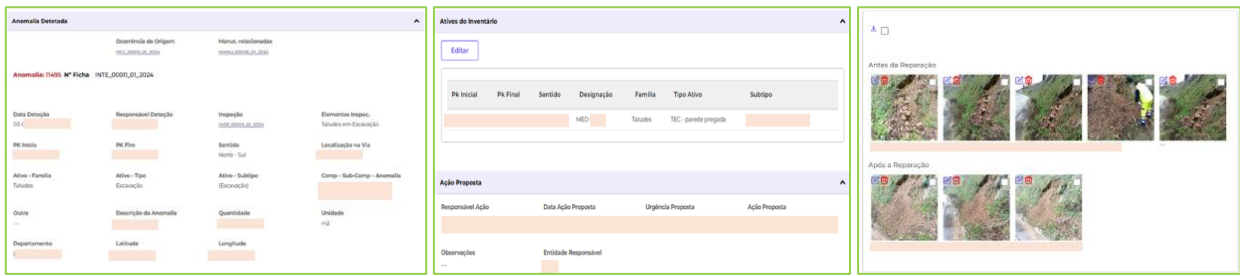 Anomalia Detetada
Ocorrência de Origem Manut. relacionadas
INCI_00010_01_2024 MANU_00028_01_2024
Anomalia: 11495 Nº Ficha INTE_00011_01_2024
Data Deteção Responsável Deteção Inspeção Elementos Inspec.
Taludes em Escavação
PK Início PK Fim Sentido Localização na Via
Norte - Sul
Ativo - Família Ativo - Tipo Ativo - Subtipo Comp - Sub-Comp - Anomalia
Taludes Escavação (Escavação)
Outra Descrição da Anomalia Quantidade Unidade
--- m2
Departamento Latitude Longitude
Ativos do Inventário
Editar
Pk Inicial Pk Final Sentido Designação Família Tipo Ativo Subtipo
MED Taludes TEC - parede pregada
Ação Proposta
Responsável Ação Data Ação Proposta Urgência Proposta Ação Proposta
Observações Entidade Responsável
---
Antes da Reparação
---
Após a Reparação